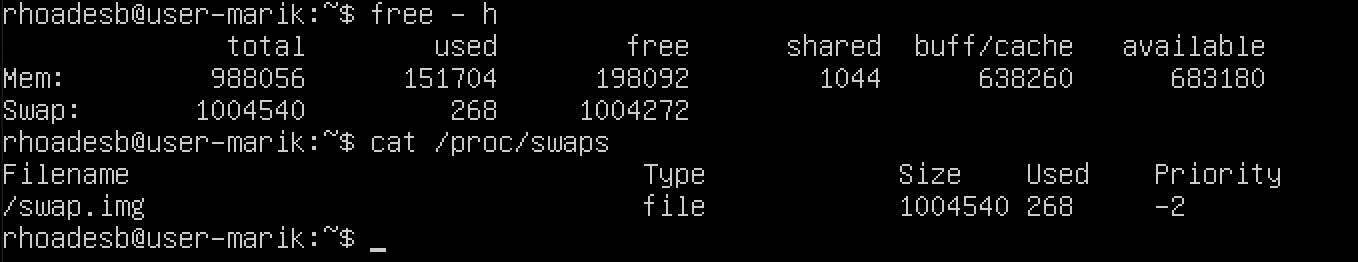 rhoadesb@user-marik:~$ free - h
total used free shared buff/cache available
Mem: 988056 151704 198092 1044 638260 683180
Swap: 1004540 268 1004272
rhoadesb@user-marik:~$ cat /proc/swaps
Filename Type Size Used Priority
/swap.img file 1004540 268 -2
rhoadesb@user-marik:~$ _